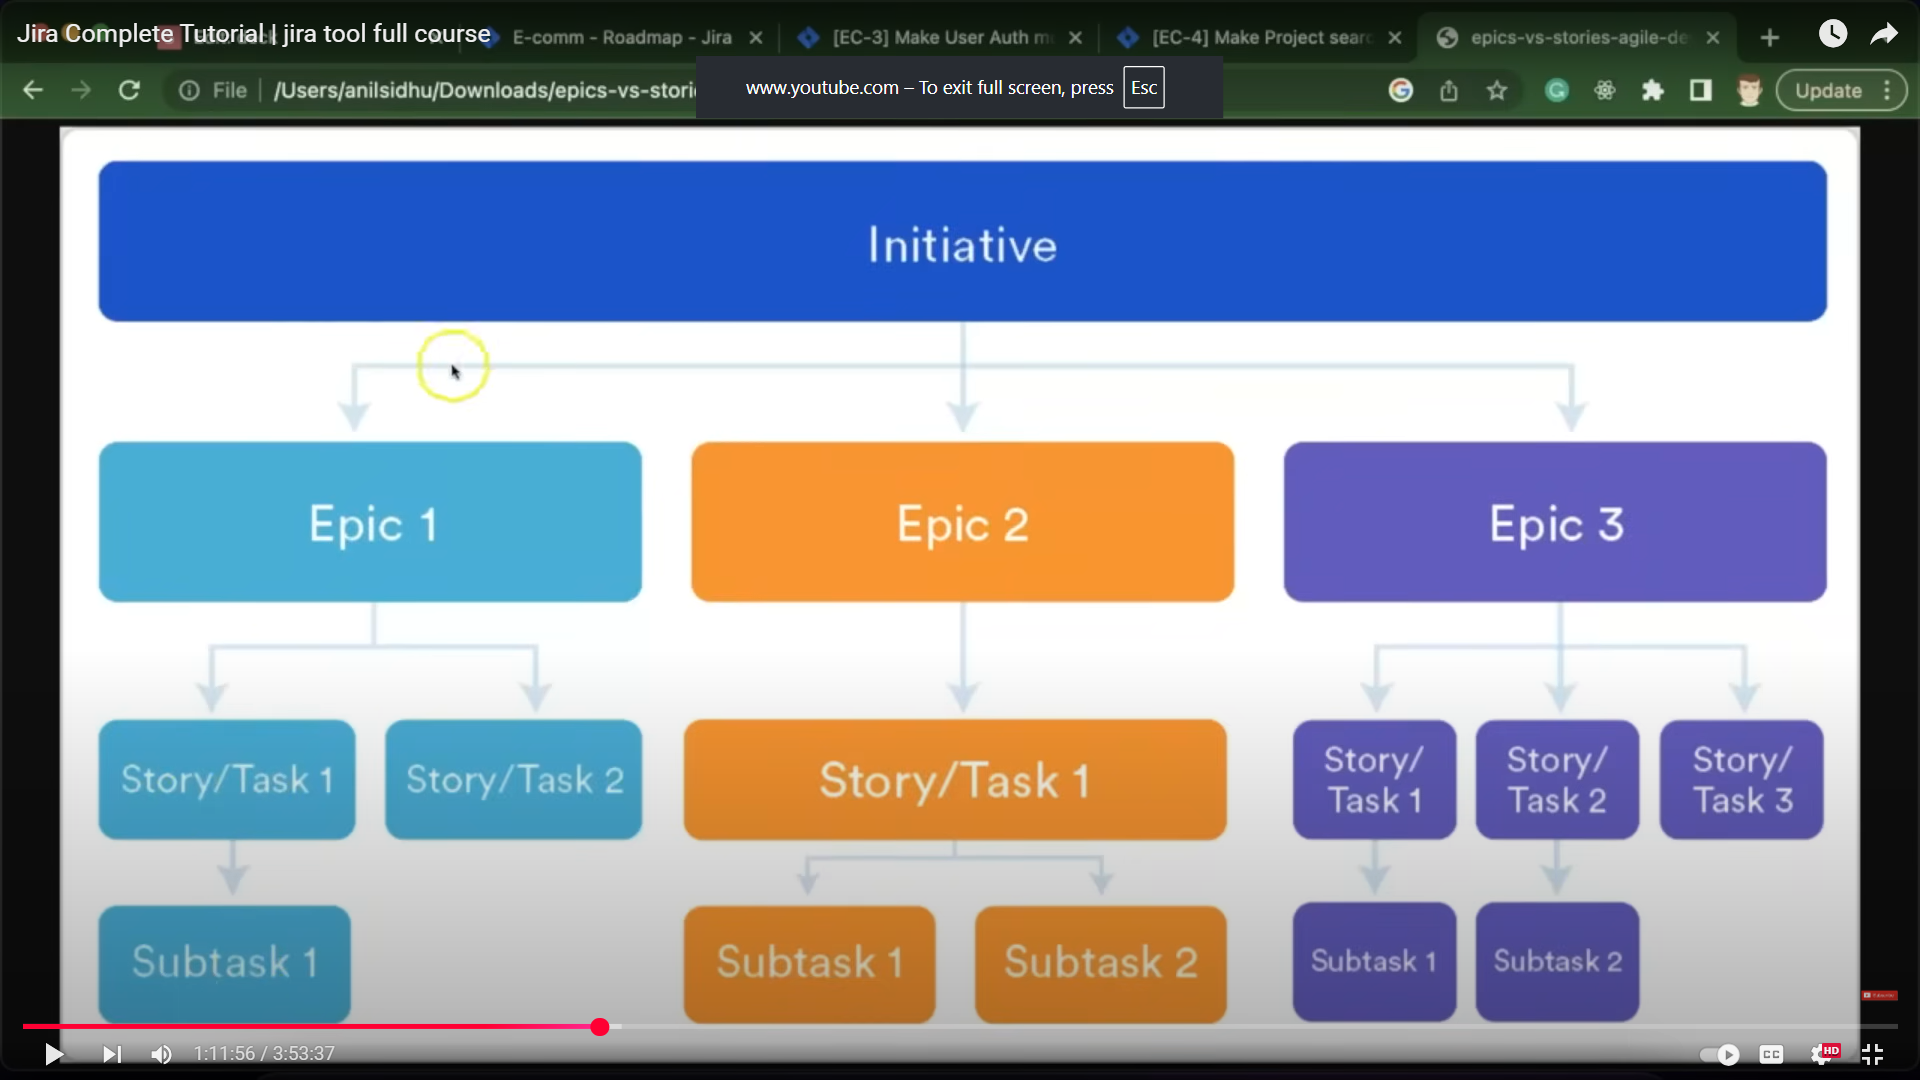 Jira Complete Tutorial | jira tool full course
E-comm - Roadmap - Jira
[EC-3] Make User Auth m
[EC-4] Make Project sear
epics-vs-stories-agile-de
File
/Users/anilsidhu/Downloads/epics-vs-stori
www.youtube.com – To exit full screen, press Esc
Update
Initiative
Epic 1
Epic 2
Epic 3
Story/Task 1
Story/Task 2
Story/Task 1
Story/
Task 1
Story/
Task 2
Story/
Task 3
Subtask 1
Subtask 1
Subtask 2
Subtask 1
Subtask 2
1:11:56 / 3:53:37
CC
HD